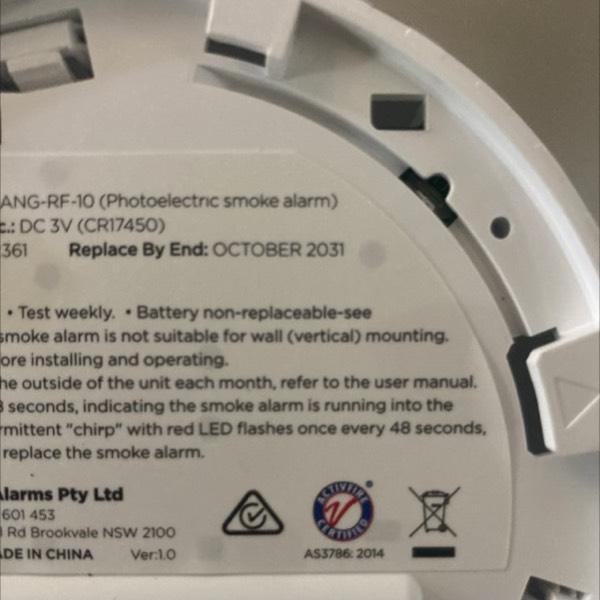 ANG-RF-10 (Photoelectric smoke alarm)
c.: DC 3V (CR17450)
361 Replace By End: OCTOBER 2031
• Test weekly. • Battery non-replaceable-see
smoke alarm is not suitable for wall (vertical) mounting.
ore installing and operating.
he outside of the unit each month, refer to the user manual.
8 seconds, indicating the smoke alarm is running into the
rmittent "chirp" with red LED flashes once every 48 seconds,
replace the smoke alarm.
Alarms Pty Ltd
601 453
Rd Brookvale NSW 2100
ADE IN CHINA Ver:1.0
ACTIVFIRE
CERTIFIED
AS3786: 2014